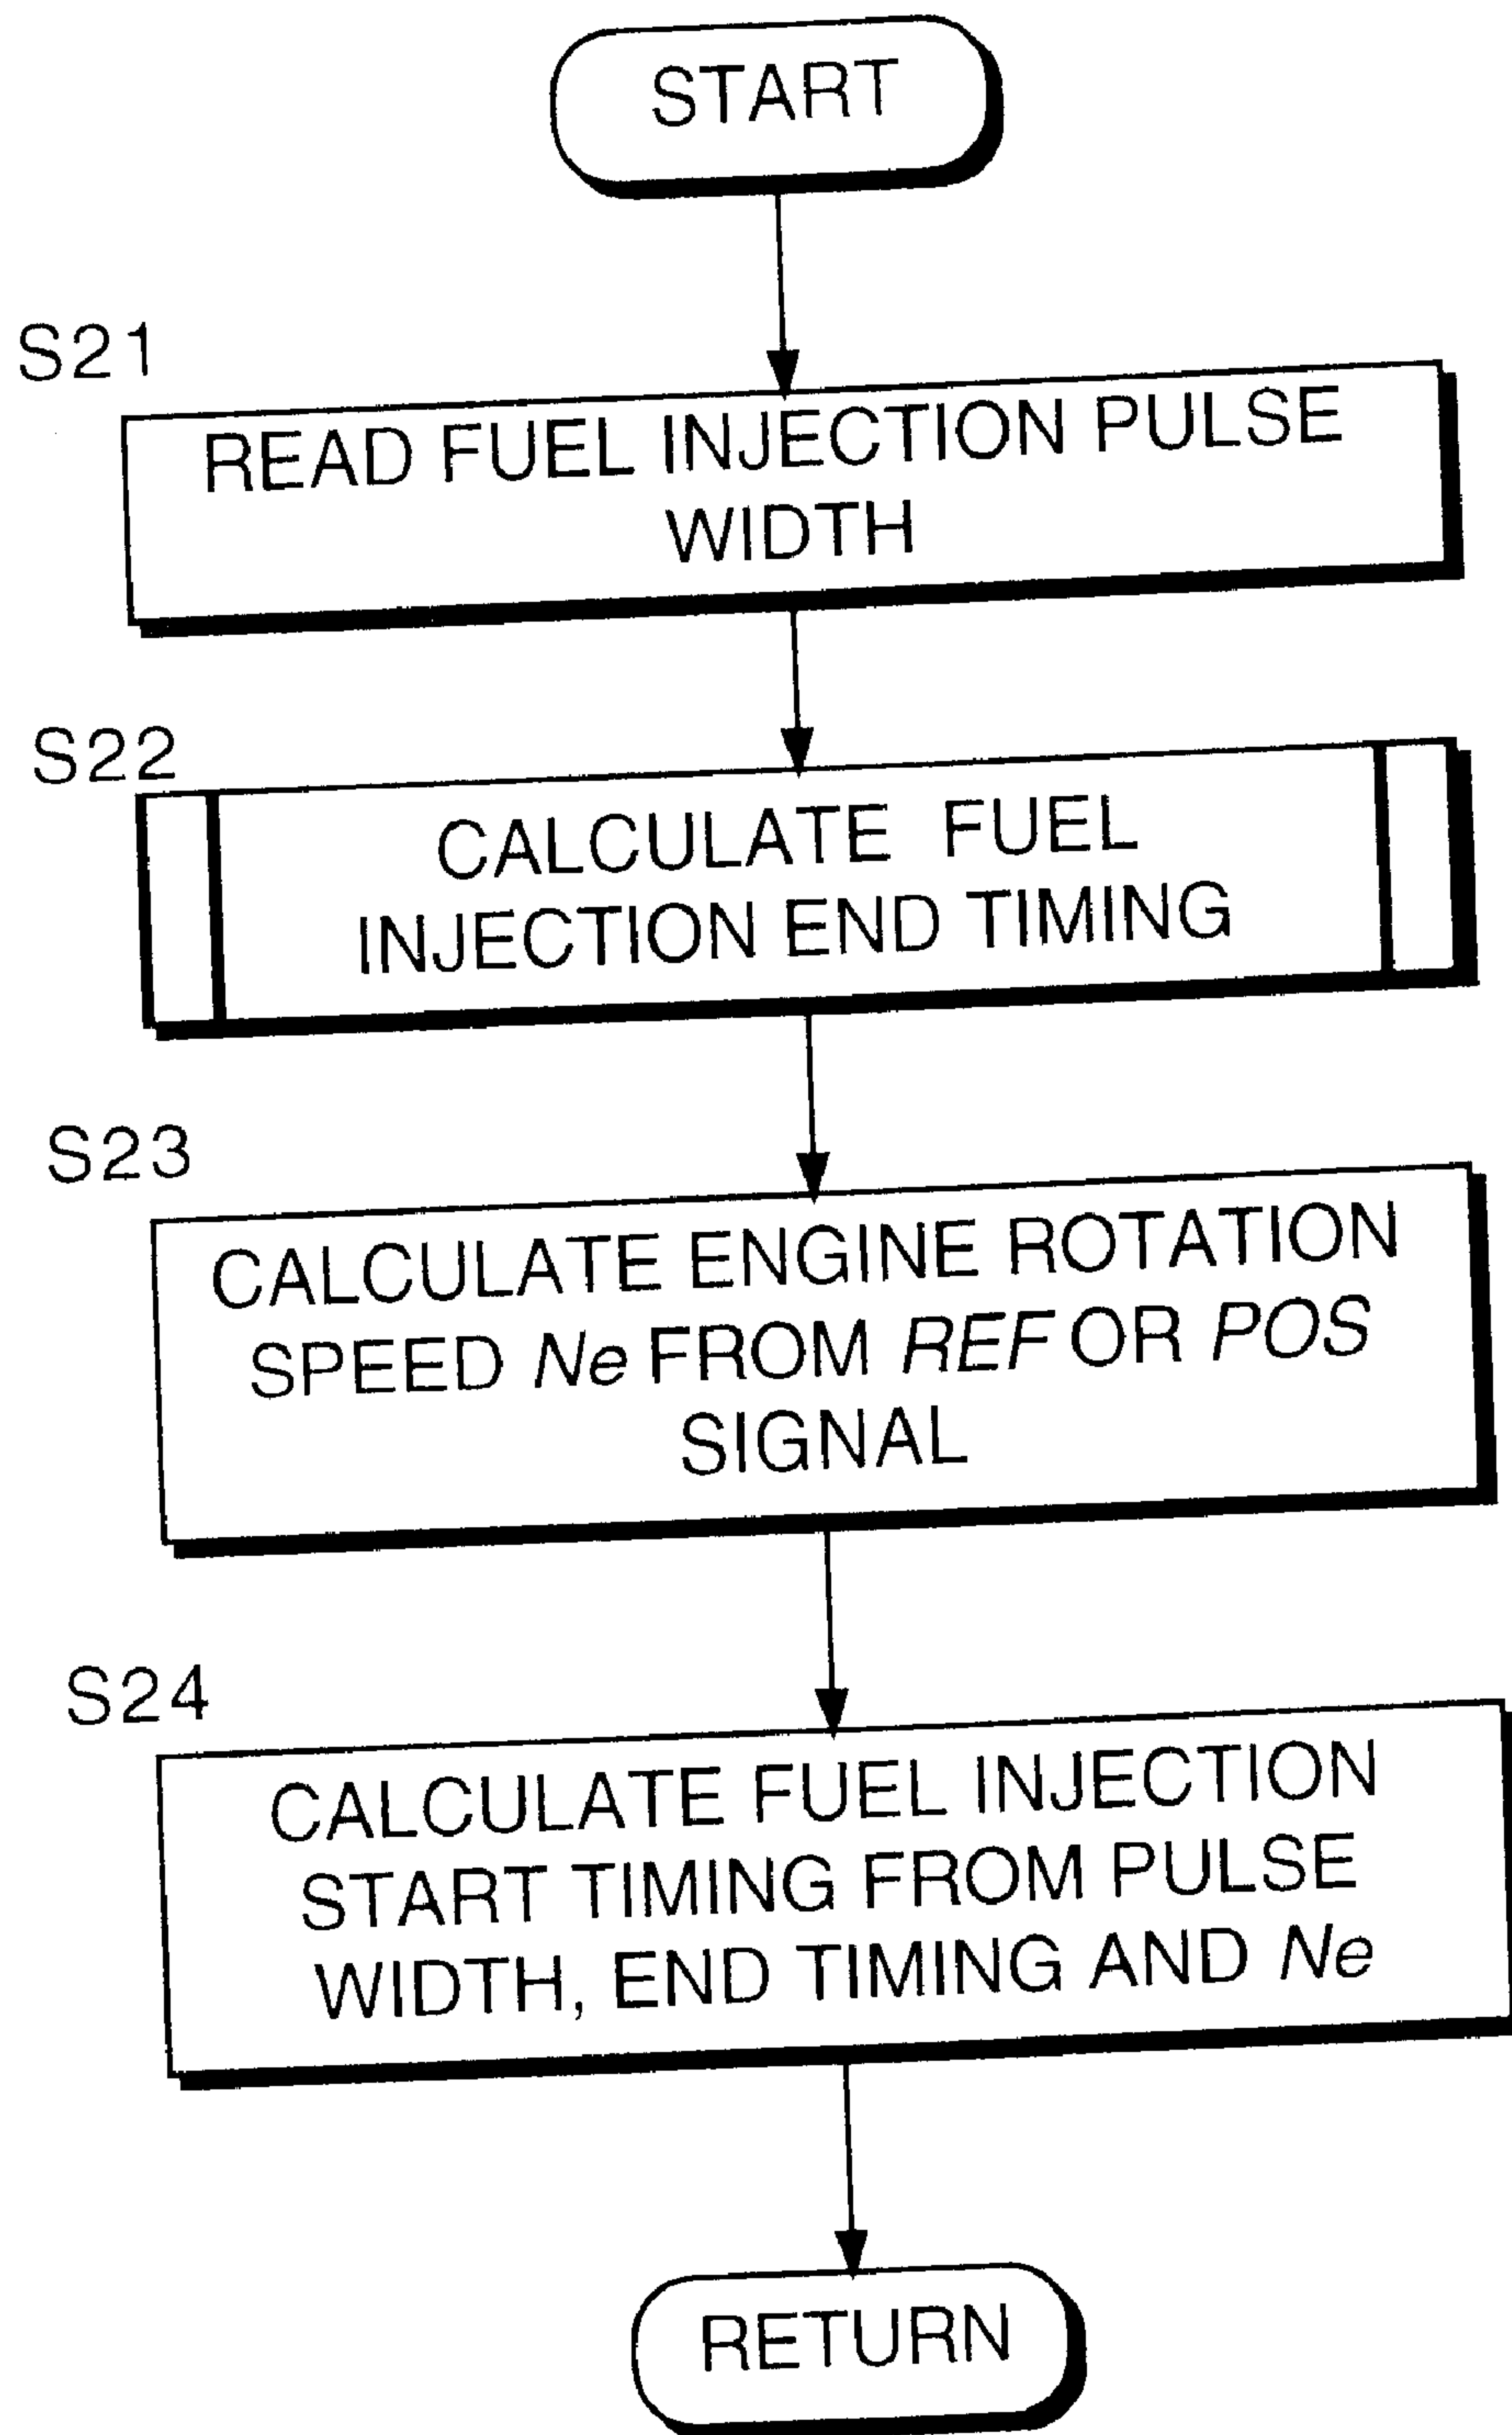 START
S21
READ FUEL INJECTION PULSE
WIDTH
S22
CALCULATE FUEL
INJECTION END TIMING
S23
CALCULATE ENGINE ROTATION
SPEED Ne FROM REF OR POS
SIGNAL
S24
CALCULATE FUEL INJECTION
START TIMING FROM PULSE
WIDTH, END TIMING AND Ne
RETURN